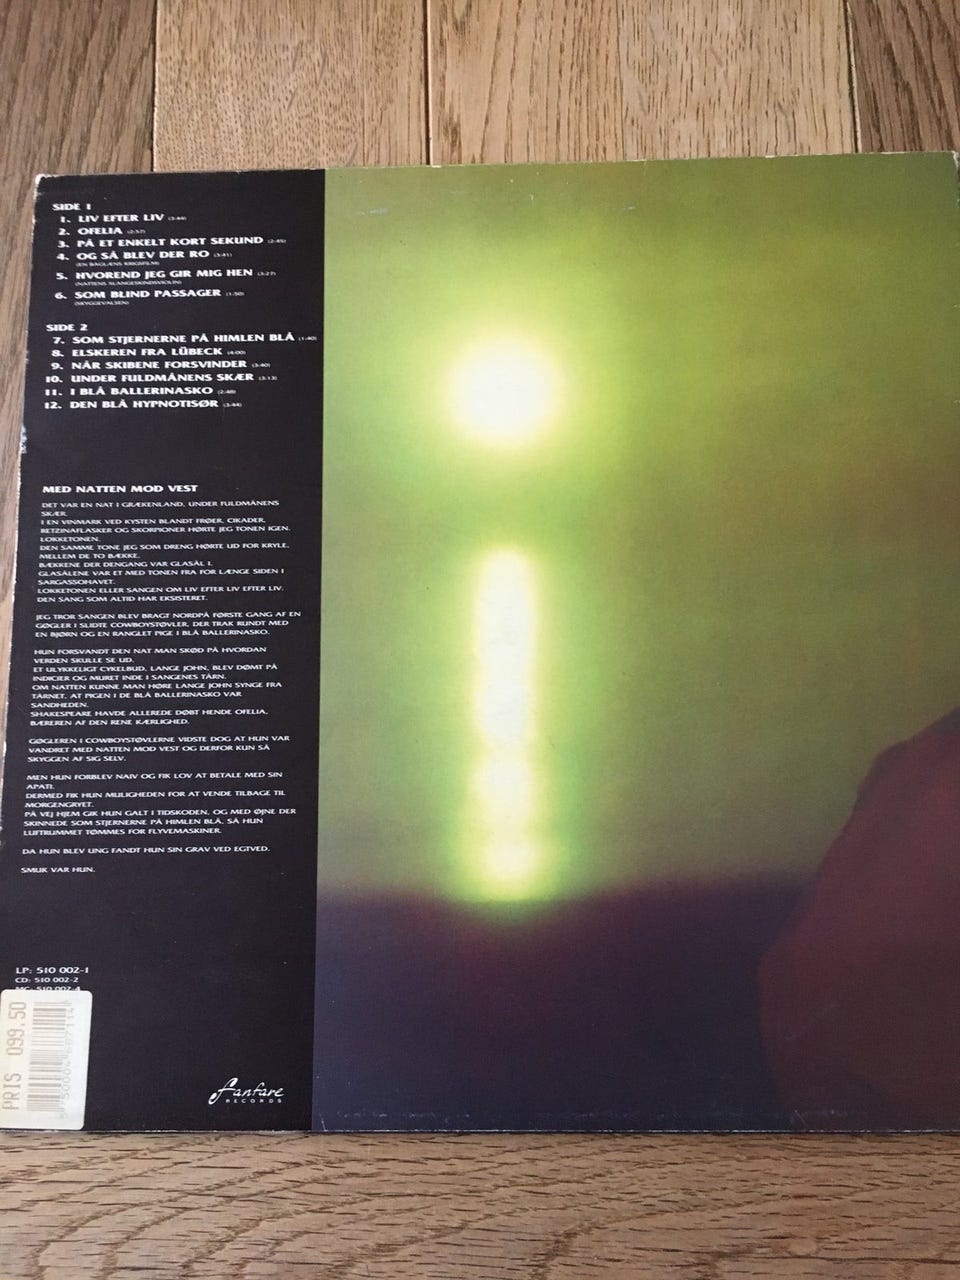 SIDE 1
1. LIV EFTER LIV (3:44)
2. OFELIA (2:57)
3. PÅ ET ENKELT KORT SEKUND (2:45)
4. OG SÅ BLEV DER RO (3:41)
(EN BAGLÆNS KRIGSFILM)
5. HVOREND JEG GIR MIG HEN (3:27)
(NATTENS SLANGESKINDSVIOLIN)
6. SOM BLIND PASSAGER (1:50)
(SKYGGEVALSEN)
SIDE 2
7. SOM STJERNERNE PÅ HIMLEN BLÅ (1:40)
8. ELSKEREN FRA LÜBECK (4:00)
9. NÅR SKIBENE FORSVINDER (3:40)
10. UNDER FULDMÅNENS SKÆR (3:13)
11. I BLÅ BALLERINASKO (2:48)
12. DEN BLÅ HYPNOTISØR (3:44)
MED NATTEN MOD VEST
DET VAR EN NAT I GRÆKENLAND, UNDER FULDMÅNENS
SKÆR.
I EN VINMARK VED KYSTEN BLANDT FRØER, CIKADER,
RETZINAFLASKER OG SKORPIONER HØRTE JEG TONEN IGEN.
LOKKETONEN.
DEN SAMME TONE JEG SOM DRENG HØRTE UD FOR KRYLE,
MELLEM DE TO BÆKKE.
BÆKKENE DER DENGANG VAR GLASÅL I.
GLASÅLENE VAR ET MED TONEN FRA FOR LÆNGE SIDEN I
SARGASSOHAVET.
LOKKETONEN ELLER SANGEN OM LIV EFTER LIV EFTER LIV.
DEN SANG SOM ALTID HAR EKSISTERET.
JEG TROR SANGEN BLEV BRAGT NORDPÅ FØRSTE GANG AF EN
GØGLER I SLIDTE COWBOYSTØVLER, DER TRAK RUNDT MED
EN BJØRN OG EN RANGLET PIGE I BLÅ BALLERINASKO.
HUN FORSVANDT DEN NAT MAN SKØD PÅ HVORDAN
VERDEN SKULLE SE UD.
ET ULYKKELIGT CYKELBUD, LANGE JOHN, BLEV DØMT PÅ
INDICIER OG MURET INDE I SANGENES TÅRN.
OM NATTEN KUNNE MAN HØRE LANGE JOHN SYNGE FRA
TÅRNET, AT PIGEN I DE BLÅ BALLERINASKO VAR
SANDHEDEN.
SHAKESPEARE HAVDE ALLEREDE DØBT HENDE OFELIA,
BÆREREN AF DEN RENE KÆRLIGHED.
GØGLEREN I COWBOYSTØVLERNE VIDSTE DOG AT HUN VAR
VANDRET MED NATTEN MOD VEST OG DERFOR KUN SÅ
SKYGGEN AF SIG SELV.
MEN HUN FORBLEV NAIV OG FIK LOV AT BETALE MED SIN
APATI.
DERMED FIK HUN MULIGHEDEN FOR AT VENDE TILBAGE TIL
MORGENGRYET.
PÅ VEJ HJEM GIK HUN GALT I TIDSKODEN, OG MED ØJNE DER
SKINNEDE SOM STJERNERNE PÅ HIMLEN BLÅ, SÅ HUN
LUFTRUMMET TØMMES FOR FLYVEMASKINER.
DA HUN BLEV UNG FANDT HUN SIN GRAV VED EGTVED.
SMUK VAR HUN.
LP: 510 002-1
CD: 510 002-2
MC: 510 002-4
PRIS 099.50
fanfare
RECORDS